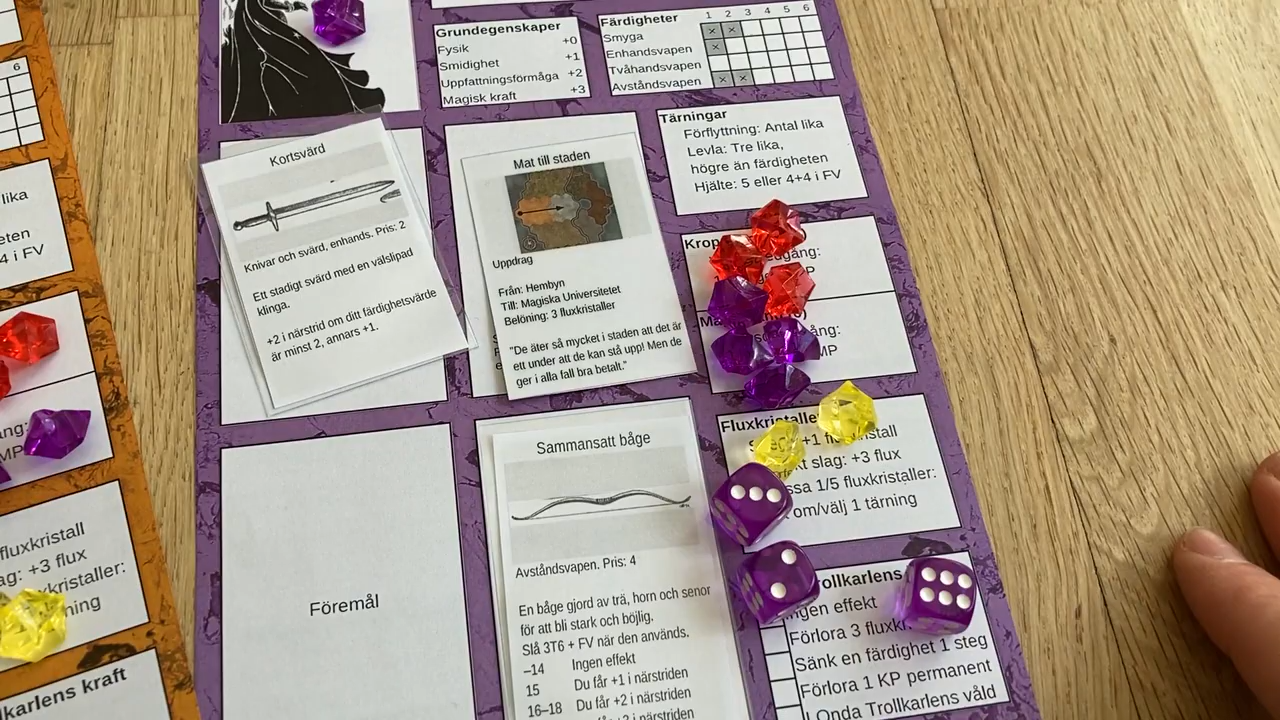 Grundegenskaper
Fysik +0
Smidighet +1
Uppfattningsförmåga +2
Magisk kraft +3
Färdigheter 1 2 3 4 5 6
Smyga
Enhandsvapen
Tvåhandsvapen
Avståndsvapen
Tärningar
Förflyttning: Antal lika
Levla: Tre lika,
högre än färdigheten
Hjälte: 5 eller 4+4 i FV
Kortsvärd
Knivar och svärd, enhands. Pris: 2
Ett stadigt svärd med en välslipad
klinga.
+2 i närstrid om ditt färdighetsvärde
är minst 2, annars +1.
Mat till staden
Uppdrag
Från: Hembyn
Till: Magiska Universitetet
Belöning: 3 fluxkristaller
"De äter så mycket i staden att det är
ett under att de kan stå upp! Men de
ger i alla fall bra betalt."
Fluxkristaller
+1
slag: +3 flux
1/5 fluxkristaller:
om/välj 1 tärning
Föremål
Sammansatt båge
Avståndsvapen. Pris: 4
En båge gjord av trä, horn och senor
för att bli stark och böjlig.
Slå 3T6 + FV när den används.
–14 Ingen effekt
15 Du får +1 i närstriden
16–18 Du får +2 i närstriden
Trollkarlens
Ingen effekt
Förlora 3
Sänk en färdighet 1 steg
Förlora 1 KP permanent
Onda Trollkarlens våld
6
lika
4 i FV
MP
fluxkristall
+3 flux
karlens kraft